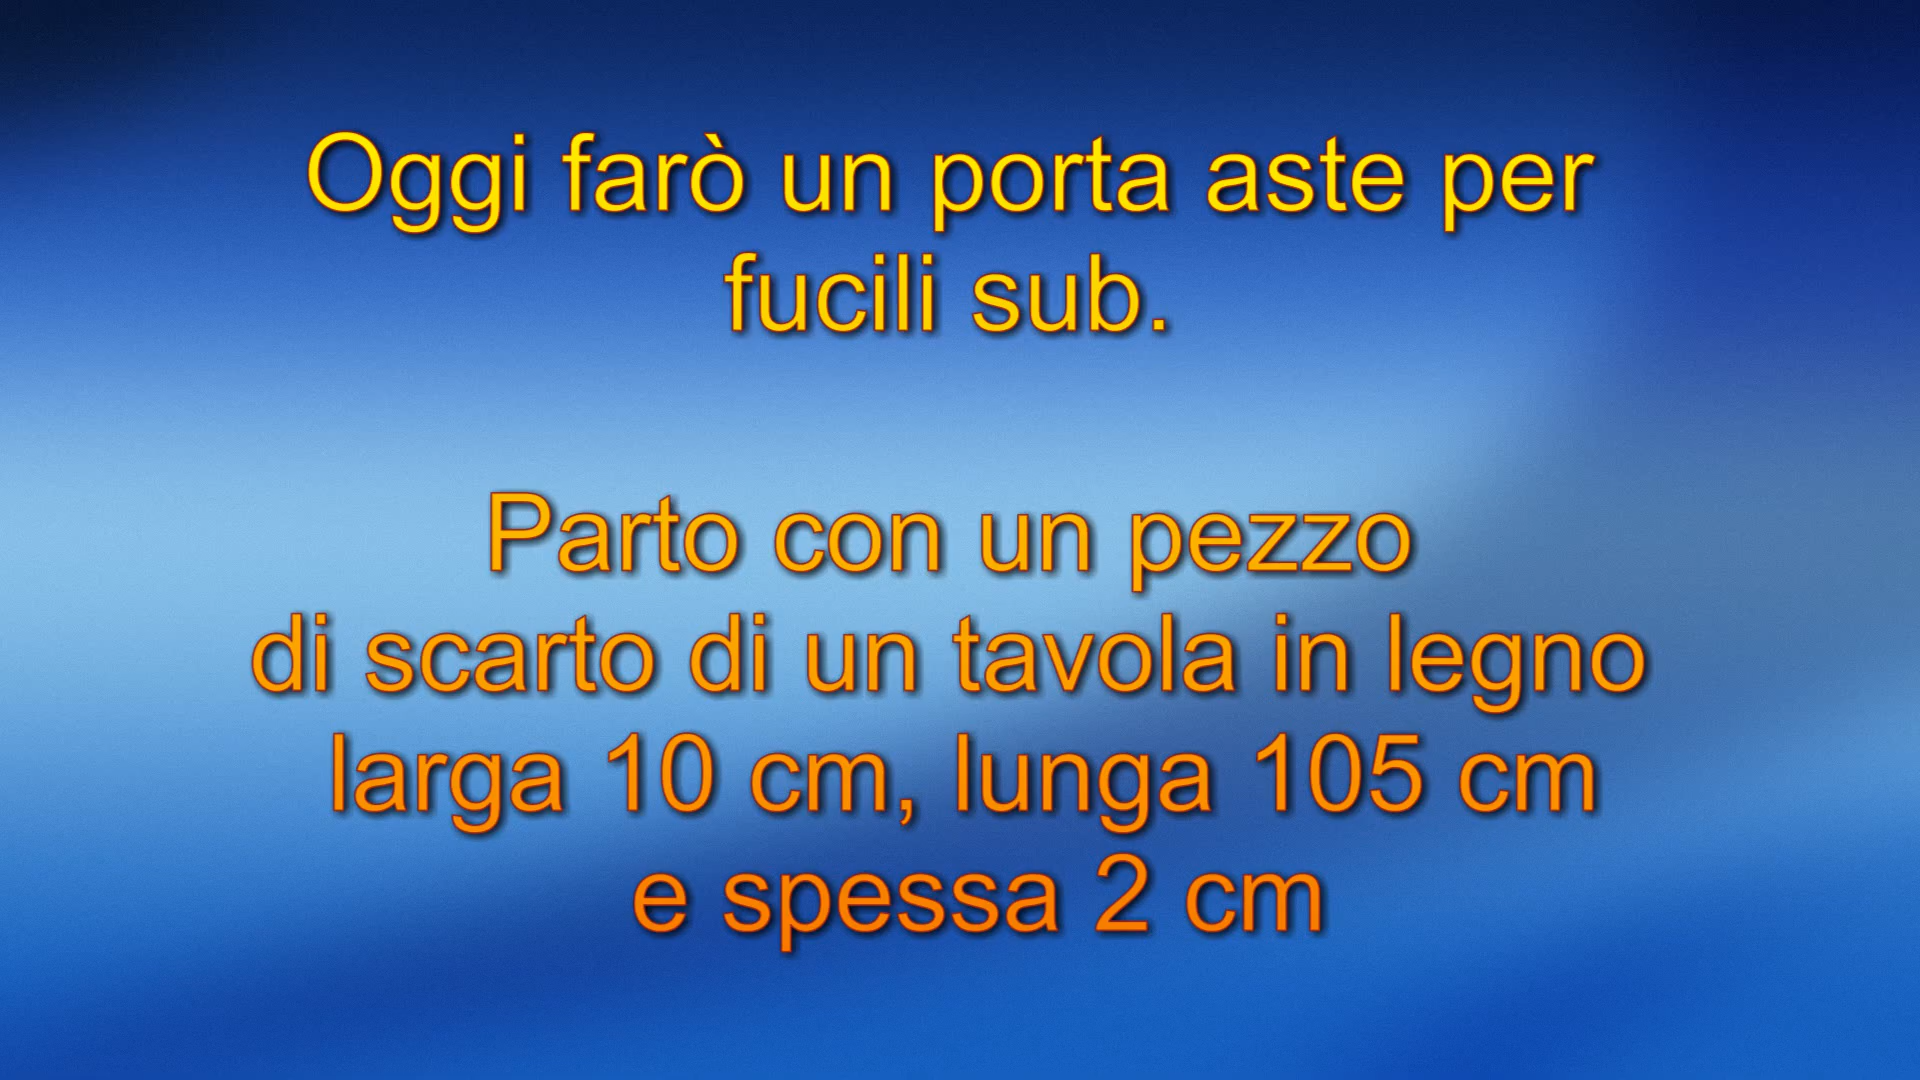 Oggi farò un porta aste per
fucili sub.
Parto con un pezzo
di scarto di un tavola in legno
larga 10 cm, lunga 105 cm
e spessa 2 cm